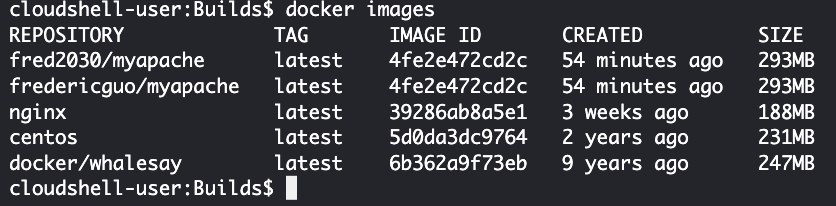 cloudshell-user:Builds$ docker images
REPOSITORY TAG IMAGE ID CREATED SIZE
fred2030/myapache latest 4fe2e472cd2c 54 minutes ago 293MB
fredericguo/myapache latest 4fe2e472cd2c 54 minutes ago 293MB
nginx latest 39286ab8a5e1 3 weeks ago 188MB
centos latest 5d0da3dc9764 2 years ago 231MB
docker/whalesay latest 6b362a9f73eb 9 years ago 247MB
cloudshell-user:Builds$